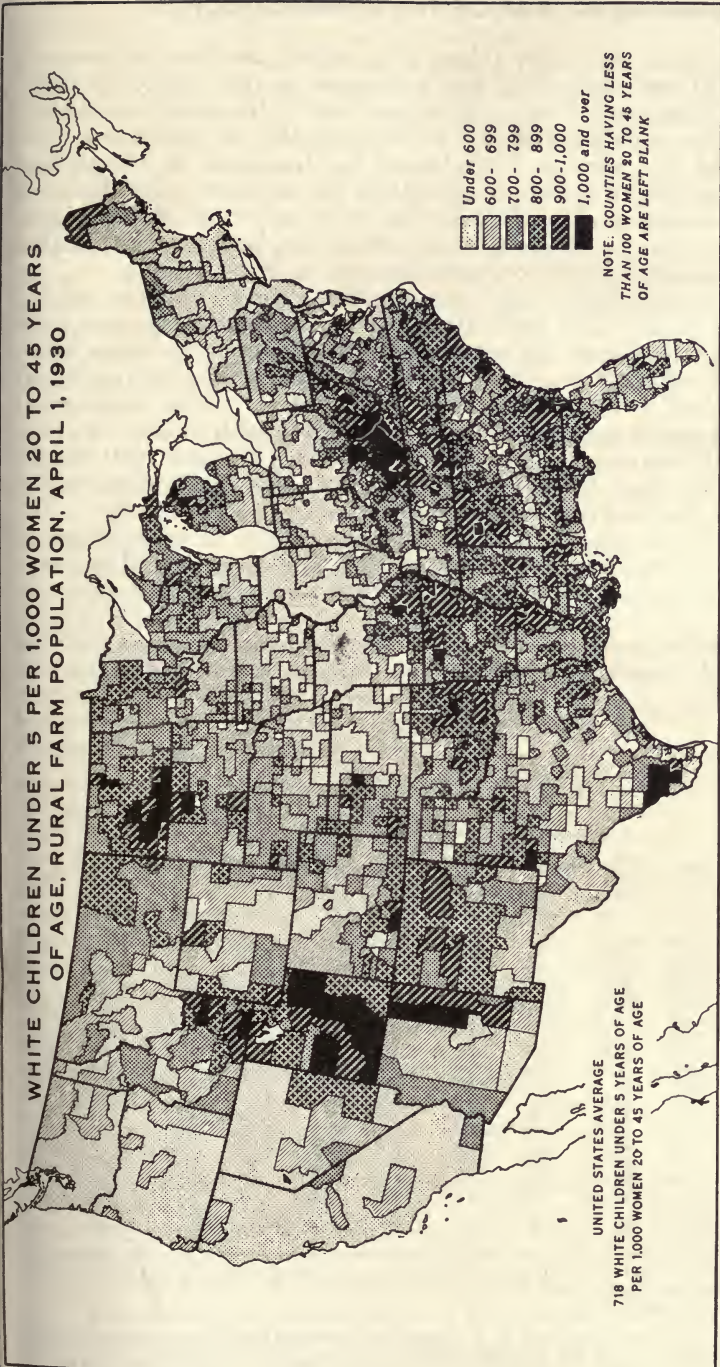 WHITE CHILDREN UNDER 5 PER 1,000 WOMEN 20 TO 45 YEARS
OF AGE, RURAL FARM POPULATION, APRIL 1, 1930
Under 600
600- 699
700- 799
800- 899
900-1,000
1,000 and over
NOTE: COUNTIES HAVING LESS
THAN 100 WOMEN 20 TO 45 YEARS
OF AGE ARE LEFT BLANK
UNITED STATES AVERAGE
718 WHITE CHILDREN UNDER 5 YEARS OF AGE
PER 1,000 WOMEN 20 TO 45 YEARS OF AGE